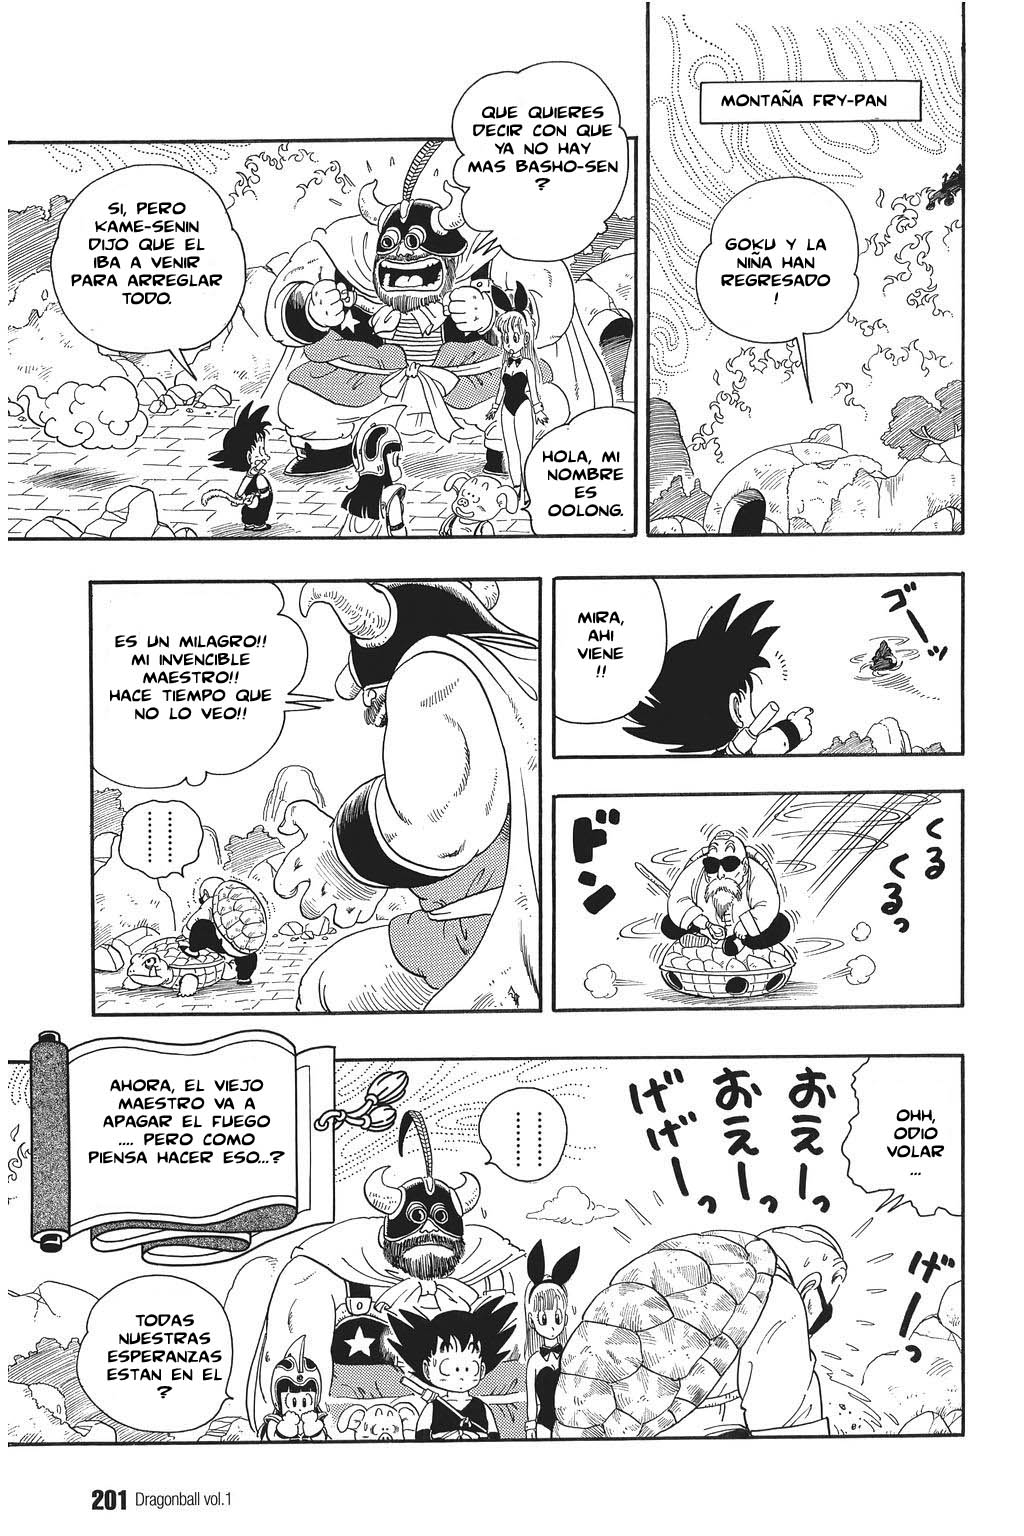 MONTAÑA FRY-PAN
GOKU Y LA
NIÑA HAN
REGRESADO
!
QUE QUIERES
DECIR CON QUE
YA NO HAY
MAS BASHO-SEN
?
SI, PERO
KAME-SENIN
DIJO QUE EL
IBA A VENIR
PARA ARREGLAR
TODO.
HOLA, MI
NOMBRE
ES
OOLONG.
MIRA,
AHI
VIENE
!!
ゴーッ
ドン
くる
くるっ
ES UN MILAGRO!!
MI INVENCIBLE
MAESTRO!!
HACE TIEMPO QUE
NO LO VEO!!
OHH,
ODIO
VOLAR
...
おえーっ
おえーっ
げげーっ
げーっ
AHORA, EL VIEJO
MAESTRO VA A
APAGAR EL FUEGO
.... PERO COMO
PIENSA HACER ESO...?
TODAS
NUESTRAS
ESPERANZAS
ESTAN EN EL
?
201 Dragonball vol.1